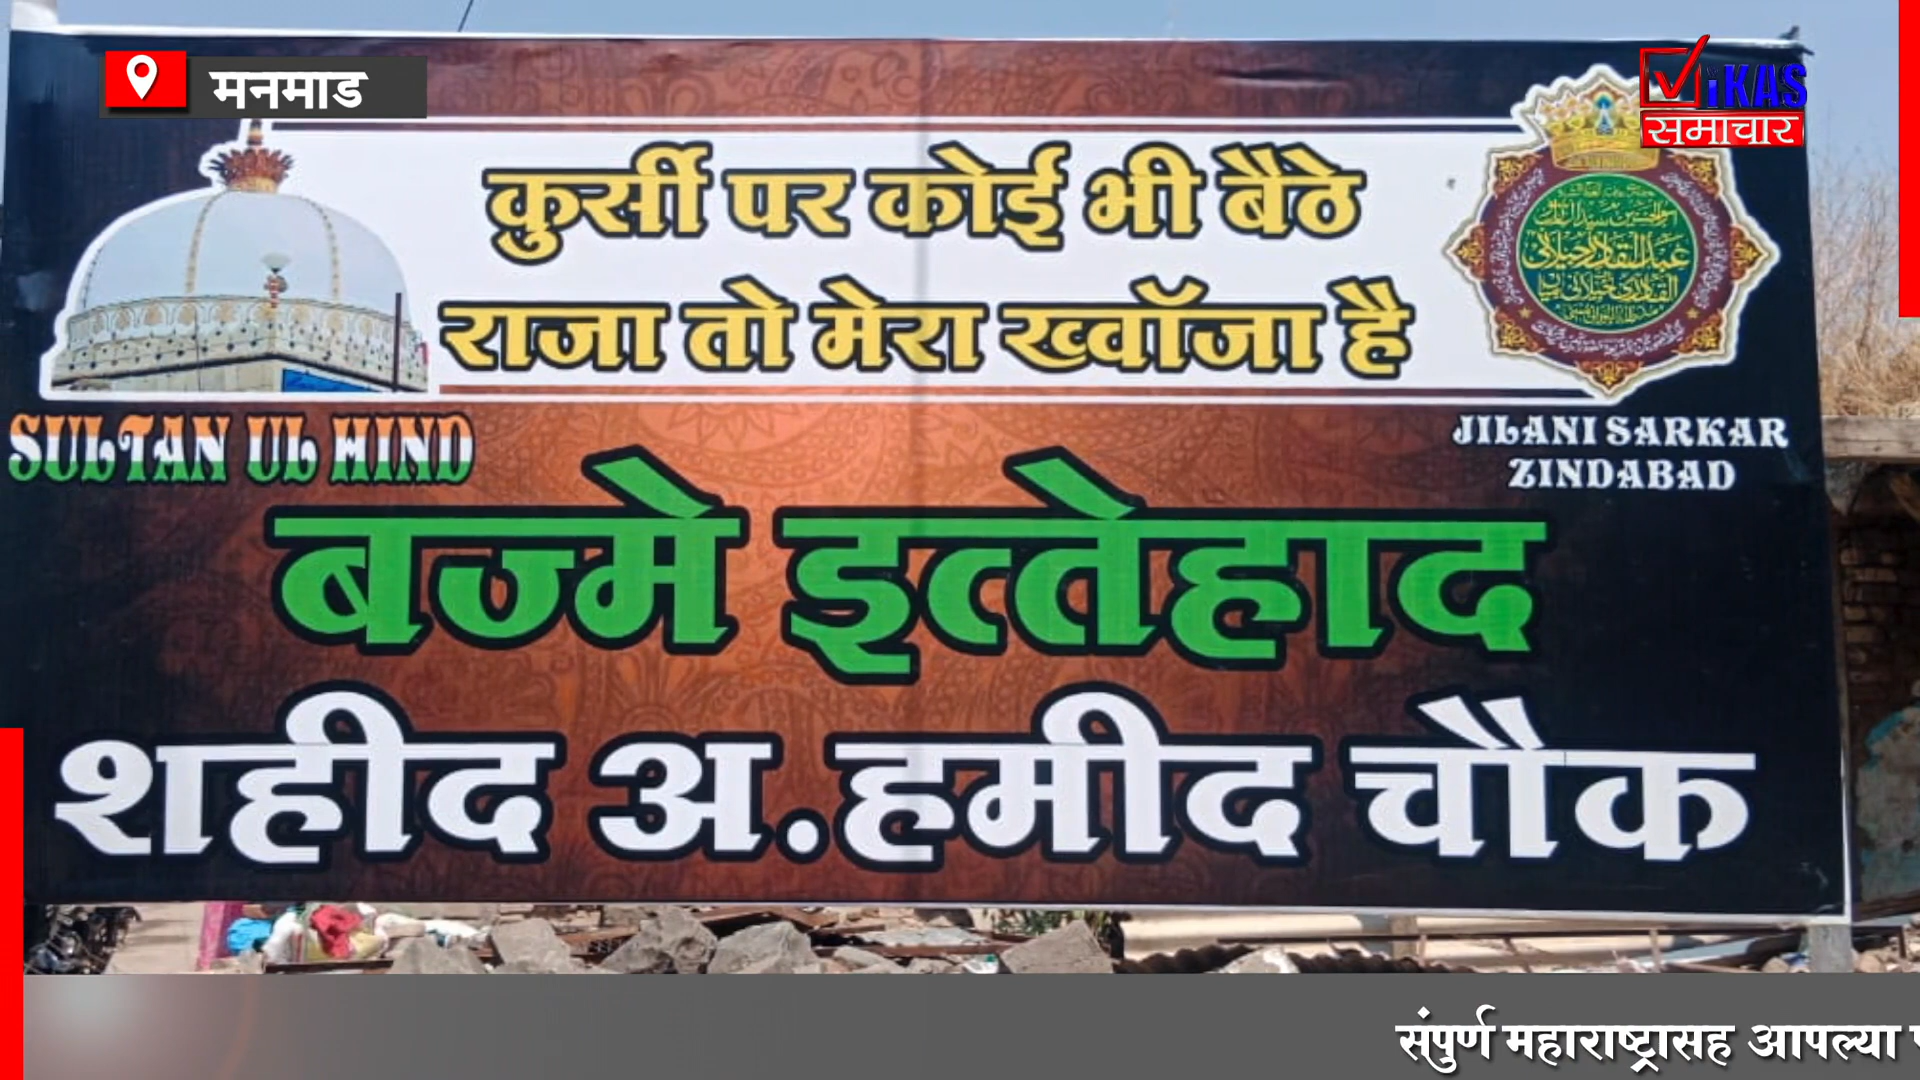 मनमाड
ViKAS
समाचार
कुर्सी पर कोई भी बैठे
राजा तो मेरा ख्वॉजा है
SULTAN UL HIND
JILANI SARKAR
ZINDABAD
बज्मे इत्तेहाद
शहीद अ.हमीद चौक
संपुर्ण महाराष्ट्रासह आपल्या